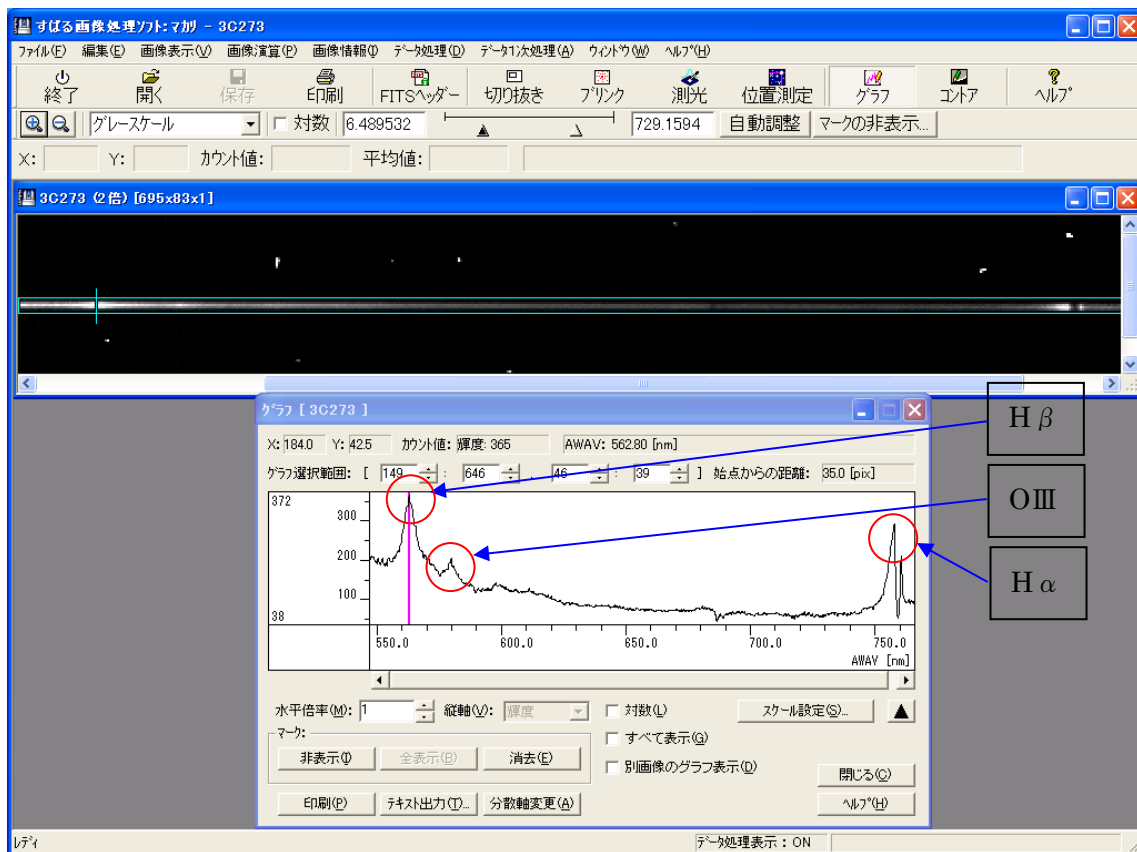 すばる画像処理ソフト:マカリ - 3C273
ファイル(F) 編集(E) 画像表示(V) 画像演算(P) 画像情報(I) データ処理(D) データ1次処理(A) ウィンドウ(W) ヘルプ(H)
終了 開く 保存 印刷 FITSヘッダー 切り抜き ブリンク 測光 位置測定 グラフ コントア ヘルプ
グレースケール 対数 6.489532 729.1594 自動調整 マークの非表示...
X: Y: カウント値: 平均値:
3C273 (2倍) [695x83x1]
グラフ [ 3C273 ]
Hβ
X: 184.0 Y: 42.5 カウント値: 輝度: 365 AWAV: 562.80 [nm]
グラフ選択範囲: [ 149 : 646 , 46 : 39 ] 始点からの距離: 35.0 [pix]
OⅢ
372
300
200
100
38
Hα
550.0 600.0 650.0 700.0 750.0
AWAV [nm]
水平倍率(M): 1 縦軸(V): 輝度 対数(L) スケール設定(S)... ▲
マーク: すべて表示(G)
非表示(I) 全表示(B) 消去(E) 別画像のグラフ表示(D)
閉じる(C)
印刷(P) テキスト出力(T)... 分散軸変更(A) ヘルプ(H)
レディ データ処理表示 : ON